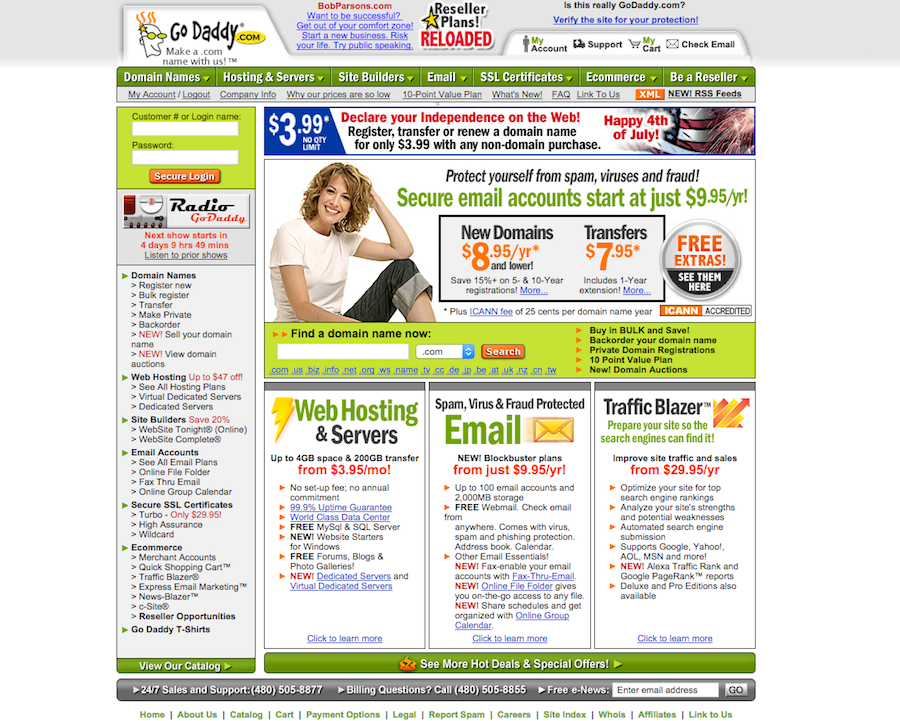 Go Daddy® .COM
Make a .com
name with us!™
BobParsons.com
Want to be successful?
Get out of your comfort zone!
Start a new business. Risk
your life. Try public speaking.
Reseller
Plans!
RELOADED
Is this really GoDaddy.com?
Verify the site for your protection!
My Account
Support
My Cart
Check Email
Domain Names
Hosting & Servers
Site Builders
Email
SSL Certificates
Ecommerce
Be a Reseller
My Account / Logout
Company Info
Why our prices are so low
10-Point Value Plan
What's New!
FAQ
Link To Us
XML
NEW! RSS Feeds
Customer # or Login name:
Password:
Secure Login
Radio
GoDaddy
Next show starts in
4 days 9 hrs 49 mins
Listen to prior shows
Domain Names
> Register new
> Bulk register
> Transfer
> Make Private
> Backorder
> NEW! Sell your domain
name
> NEW! View domain
auctions
Web Hosting Up to $47 off!
> See All Hosting Plans
> Virtual Dedicated Servers
> Dedicated Servers
Site Builders Save 20%
> WebSite Tonight® (Online)
> WebSite Complete®
Email Accounts
> See All Email Plans
> Online File Folder
> Fax Thru Email
> Online Group Calendar
Secure SSL Certificates
> Turbo - Only $29.95!
> High Assurance
> Wildcard
Ecommerce
> Merchant Accounts
> Quick Shopping Cart™
> Traffic Blazer®
> Express Email Marketing™
> News-Blazer™
> c-Site®
> Reseller Opportunities
Go Daddy T-Shirts
View Our Catalog
$3.99*
NO QTY
LIMIT
Declare your Independence on the Web!
Register, transfer or renew a domain name
for only $3.99 with any non-domain purchase.
Happy 4th
of July!
Protect yourself from spam, viruses and fraud!
Secure email accounts start at just $9.95/yr!
New Domains
$8.95/yr*
and lower!
Save 15%+ on 5- & 10-Year
registrations! More...
Transfers
$7.95*
Includes 1-Year
extension! More...
FREE
EXTRAS!
SEE THEM
HERE
* Plus ICANN fee of 25 cents per domain name year
ICANN ACCREDITED
Find a domain name now:
.com
Search
.com .us .biz .info .net .org .ws .name .tv .cc .de .jp .be .at .uk .nz .cn .tw
Buy in BULK and Save!
Backorder your domain name
Private Domain Registrations
10 Point Value Plan
New! Domain Auctions
Web Hosting
& Servers
Up to 4GB space & 200GB transfer
from $3.95/mo!
No set-up fee; no annual
commitment
99.9% Uptime Guarantee
World Class Data Center
FREE MySql & SQL Server
NEW! Website Starters
for Windows
FREE Forums, Blogs &
Photo Galleries!
NEW! Dedicated Servers and
Virtual Dedicated Servers
Click to learn more
Spam, Virus & Fraud Protected
Email
NEW! Blockbuster plans
from just $9.95/yr!
Up to 100 email accounts and
2,000MB storage
FREE Webmail. Check email
from
anywhere. Comes with virus,
spam and phishing protection.
Address book. Calendar.
Other Email Essentials!
NEW! Fax-enable your email
accounts with Fax-Thru-Email.
NEW! Online File Folder gives
you on-the-go access to any file.
NEW! Share schedules and get
organized with Online Group
Calendar.
Click to learn more
Traffic Blazer™
Prepare your site so the
search engines can find it!
Improve site traffic and sales
from $29.95/yr
Optimize your site for top
search engine rankings
Analyze your site's strengths
and potential weaknesses
Automated search engine
submission
Supports Google, Yahoo!,
AOL, MSN and more!
NEW! Alexa Traffic Rank and
Google PageRank™ reports
Deluxe and Pro Editions also
available
Click to learn more
See More Hot Deals & Special Offers!
24/7 Sales and Support: (480) 505-8877
Billing Questions? Call (480) 505-8855
Free e-News:
Enter email address
GO
Home | About Us | Catalog | Cart | Payment Options | Legal | Report Spam | Careers | Site Index | Whois | Affiliates | Link to Us